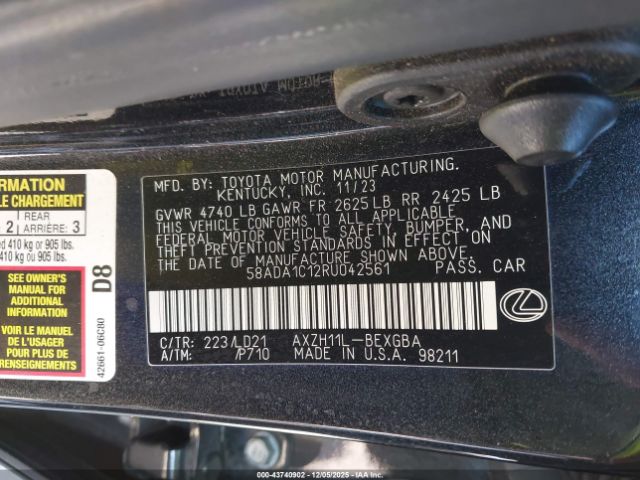 MFD. BY: TOYOTA MOTOR MANUFACTURING.
KENTUCKY, INC. 11/23
GVWR 4740 LB GAWR FR 2625 LB RR 2425 LB
THIS VEHICLE CONFORMS TO ALL APPLICABLE
FEDERAL MOTOR VEHICLE SAFETY, BUMPER, AND
THEFT PREVENTION STANDARDS IN EFFECT ON
THE DATE OF MANUFACTURE SHOWN ABOVE.
58ADA1C12RU042561 PASS. CAR
C/TR: 223/LD21 AXZH11L-BEXGBA
A/TM: /P710 MADE IN U.S.A. 98211
RMATION
E CHARGEMENT
2 REAR
ARRIÈRE: 3
ed 410 kg or 905 lbs.
410 kg ou 905 lbs.
SEE OWNER'S
MANUAL FOR
ADDITIONAL
INFORMATION
VOIR LE MANUEL
DE L'USAGER
POUR PLUS DE
RENSEIGNEMENTS
D8
42661-06C80
000-43740902 - 12/05/2025 - COPART